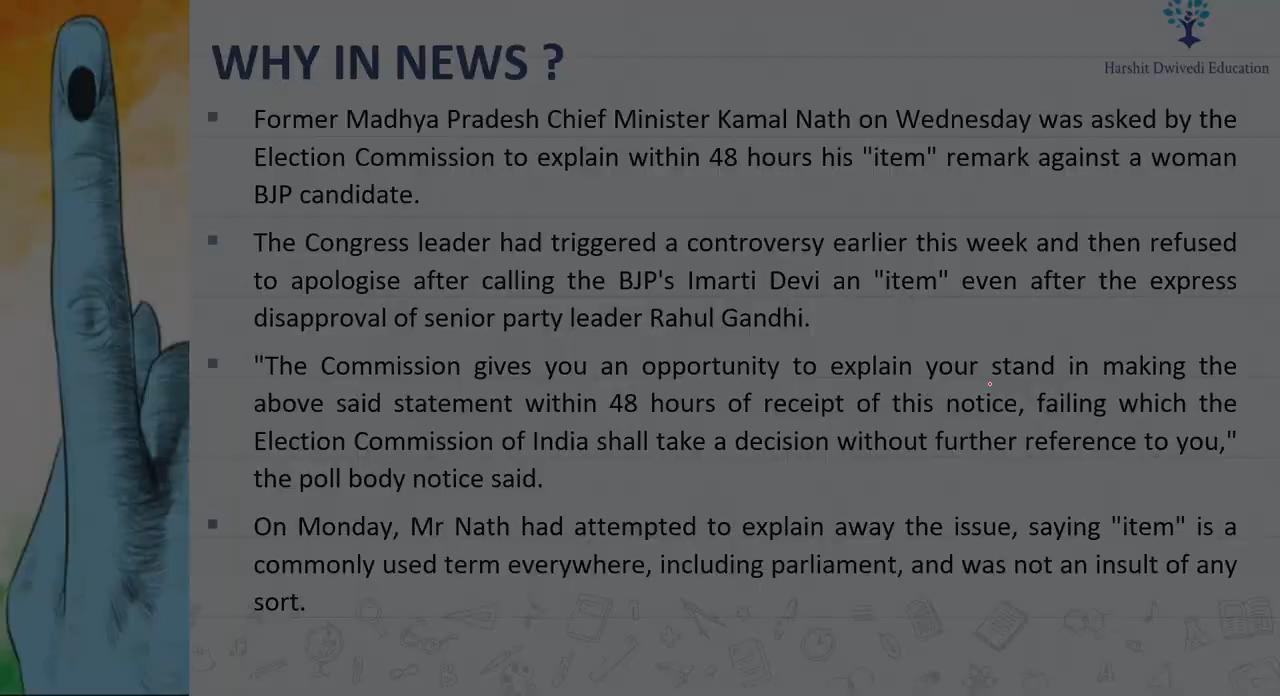 WHY IN NEWS ?
Harshit Dwivedi Education
Former Madhya Pradesh Chief Minister Kamal Nath on Wednesday was asked by the
Election Commission to explain within 48 hours his "item" remark against a woman
BJP candidate.
The Congress leader had triggered a controversy earlier this week and then refused
to apologise after calling the BJP's Imarti Devi an "item" even after the express
disapproval of senior party leader Rahul Gandhi.
"The Commission gives you an opportunity to explain your stand in making the
above said statement within 48 hours of receipt of this notice, failing which the
Election Commission of India shall take a decision without further reference to you,"
the poll body notice said.
On Monday, Mr Nath had attempted to explain away the issue, saying "item" is a
commonly used term everywhere, including parliament, and was not an insult of any
sort.